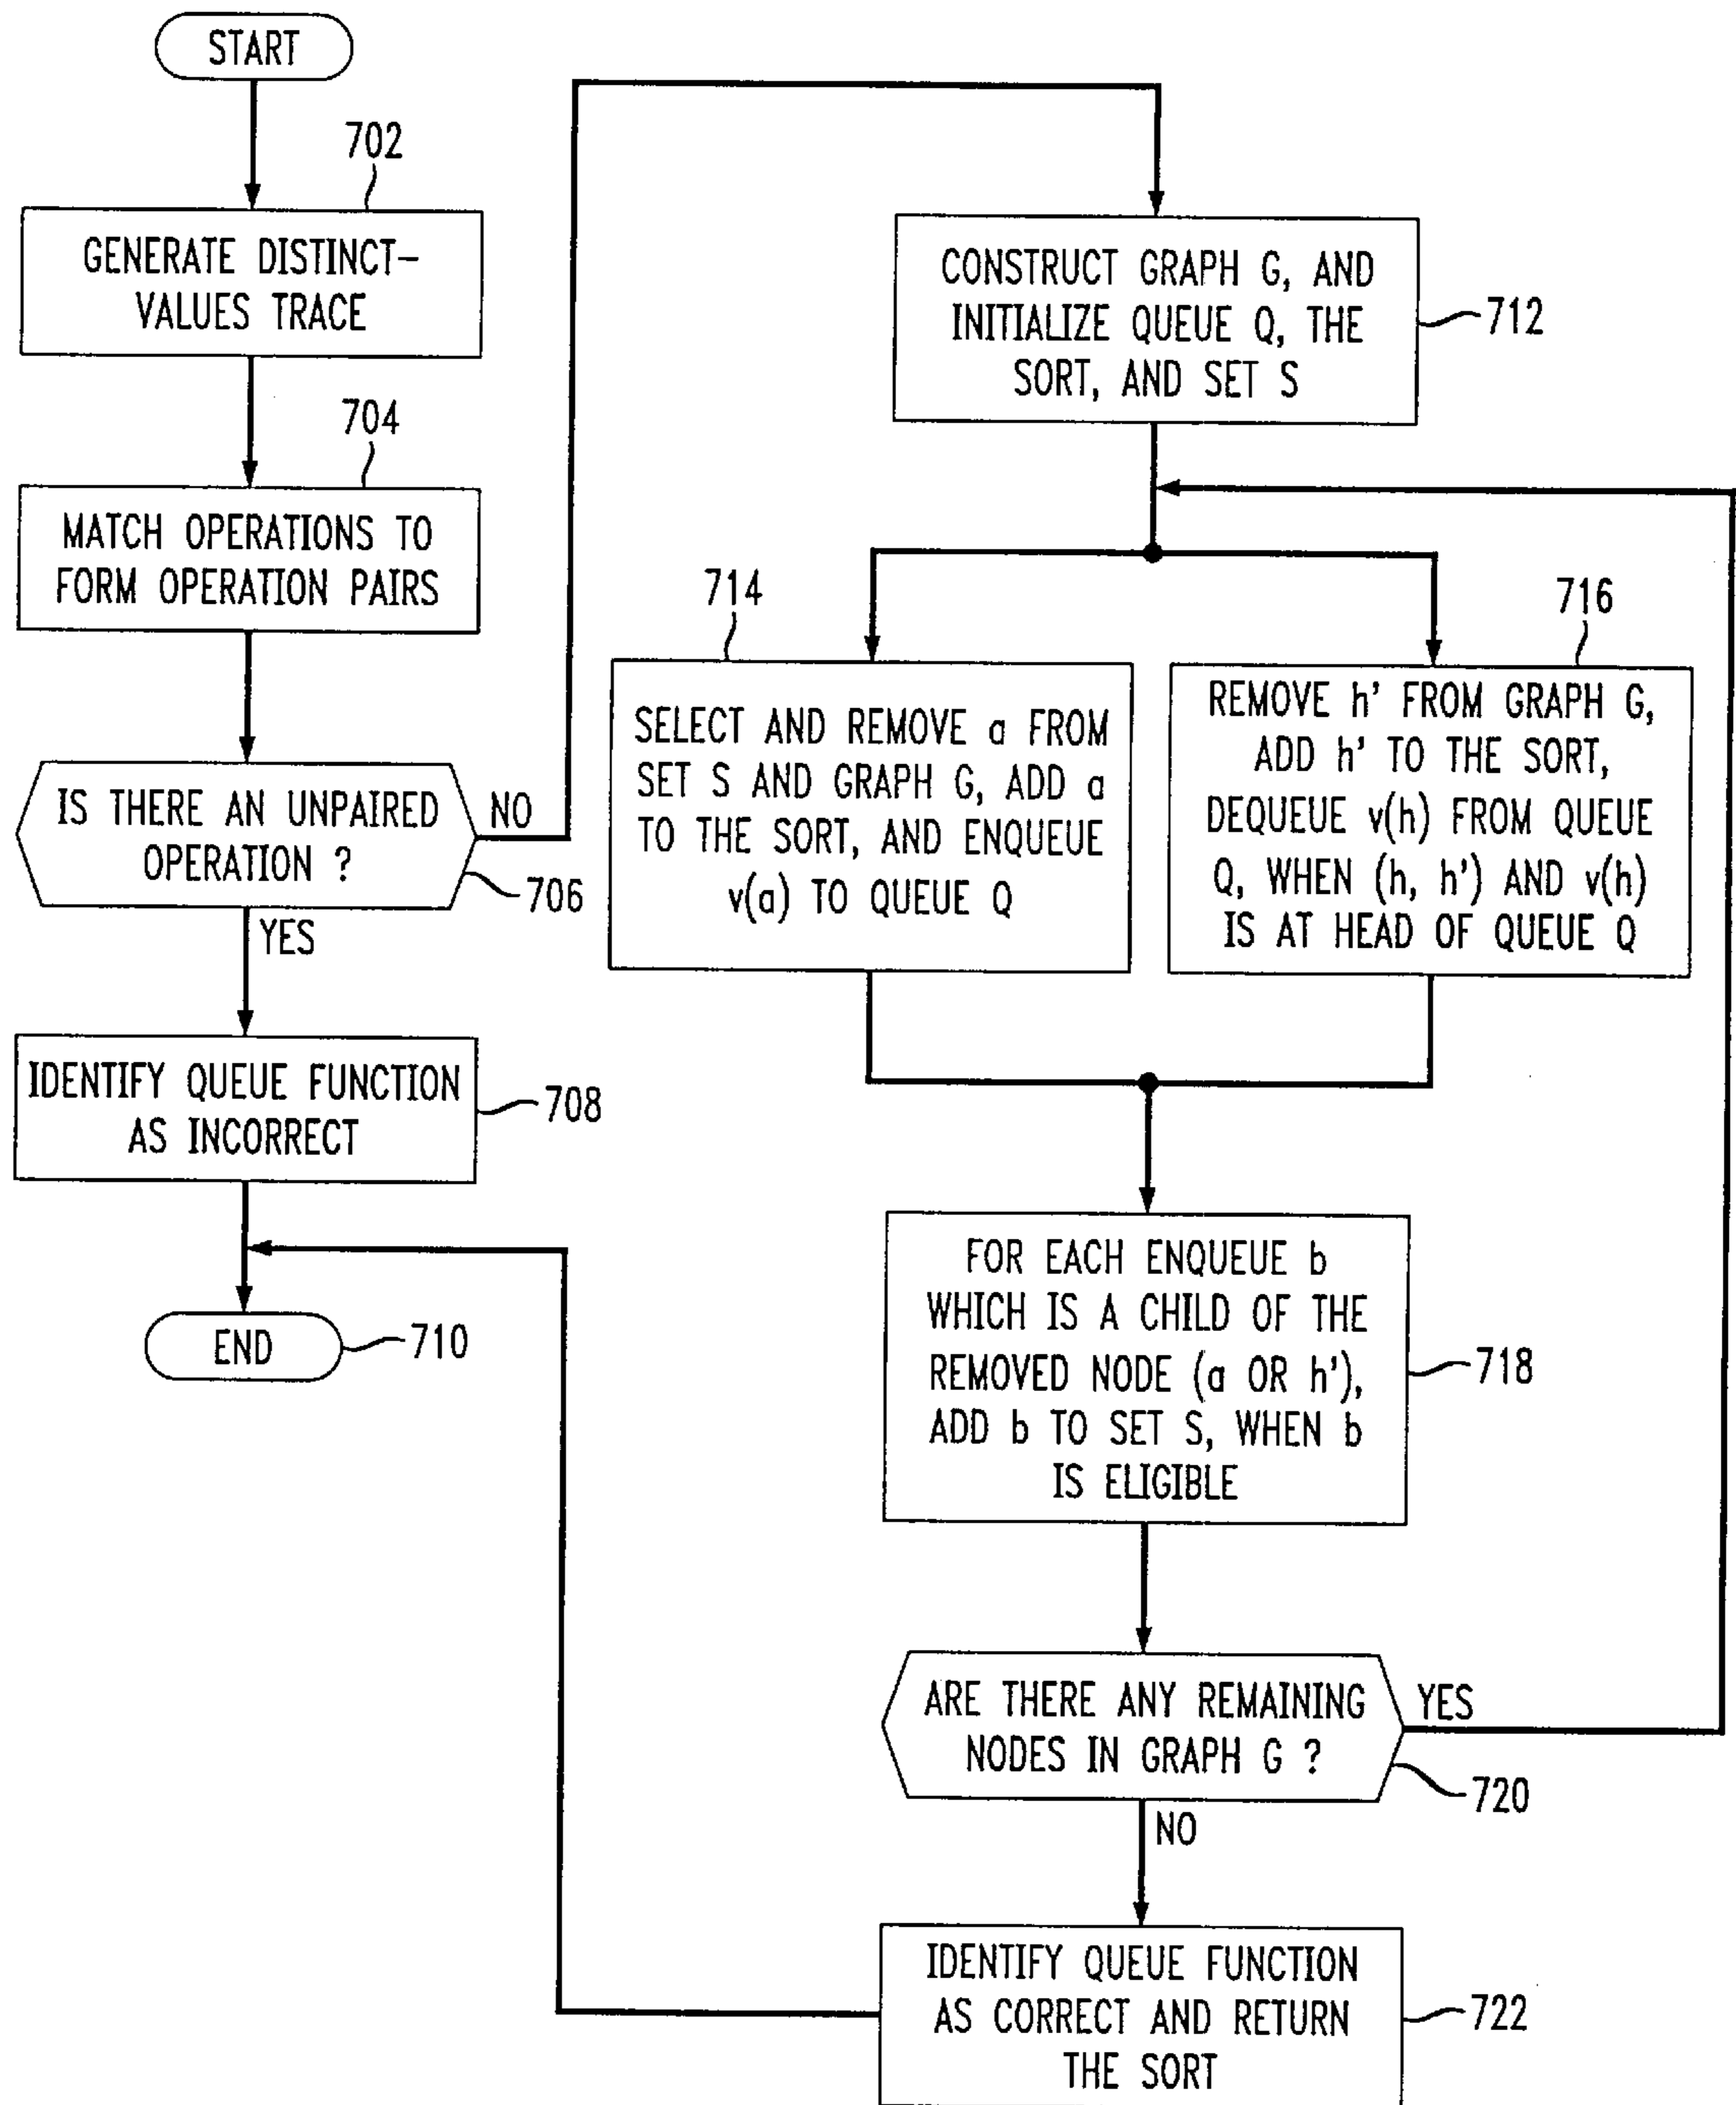 START
702
GENERATE DISTINCT-
VALUES TRACE
704
MATCH OPERATIONS TO
FORM OPERATION PAIRS
IS THERE AN UNPAIRED
OPERATION ?
NO
706
YES
IDENTIFY QUEUE FUNCTION
AS INCORRECT
708
END
710
CONSTRUCT GRAPH G, AND
INITIALIZE QUEUE Q, THE
SORT, AND SET S
712
714
SELECT AND REMOVE a FROM
SET S AND GRAPH G, ADD a
TO THE SORT, AND ENQUEUE
v(a) TO QUEUE Q
716
REMOVE h' FROM GRAPH G,
ADD h' TO THE SORT,
DEQUEUE v(h) FROM QUEUE
Q, WHEN (h, h') AND v(h)
IS AT HEAD OF QUEUE Q
FOR EACH ENQUEUE b
WHICH IS A CHILD OF THE
REMOVED NODE (a OR h'),
ADD b TO SET S, WHEN b
IS ELIGIBLE
718
ARE THERE ANY REMAINING
NODES IN GRAPH G ?
YES
720
NO
IDENTIFY QUEUE FUNCTION
AS CORRECT AND RETURN
THE SORT
722